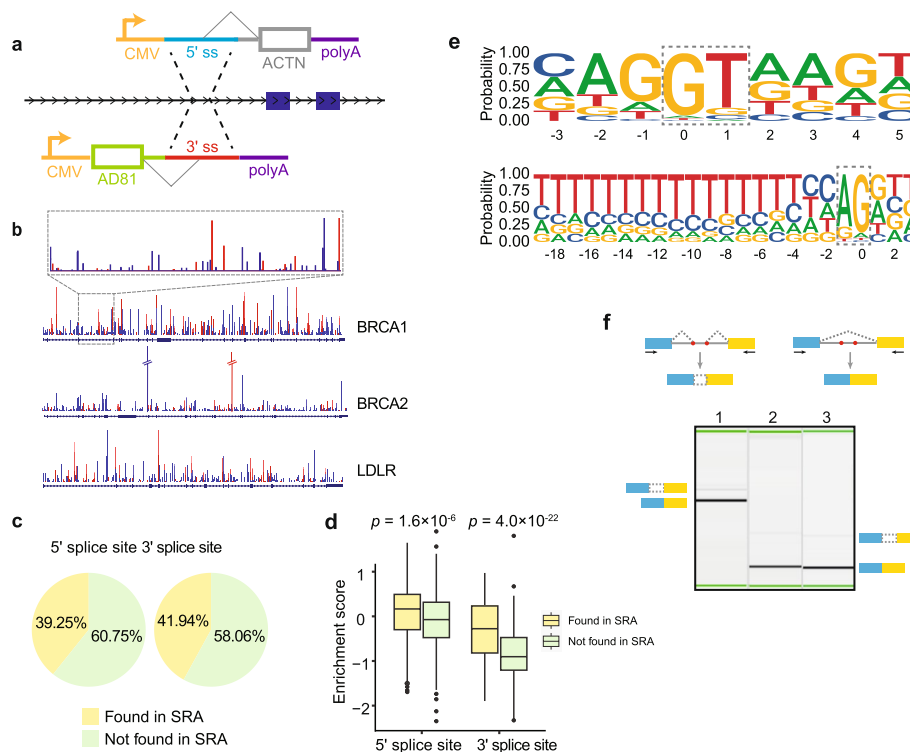 a
CMV
5' ss
ACTN
polyA
3' ss
CMV
AD81
polyA
b
BRCA1
BRCA2
LDLR
c
5' splice site 3' splice site
39.25%
60.75%
41.94%
58.06%
Found in SRA
Not found in SRA
d
p = 1.6×10⁻⁶
p = 4.0×10⁻²²
Enrichment score
1
0
−1
−2
5' splice site
3' splice site
Found in SRA
Not found in SRA
e
Probability
1.00
0.75
0.50
0.25
0.00
-3 -2 -1 0 1 2 3 4 5
Probability
1.00
0.75
0.50
0.25
0.00
-18 -16 -14 -12 -10 -8 -6 -4 -2 0 2
f
1 2 3